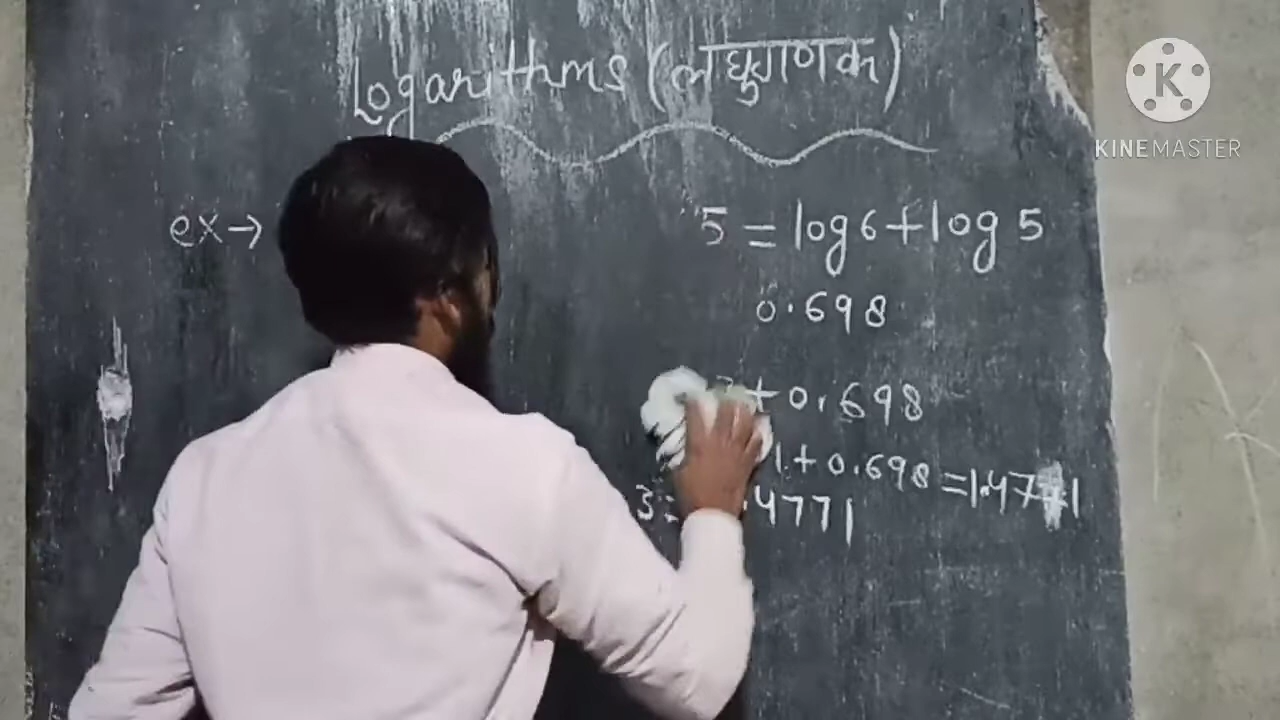 Logarithms (लघुगणक)
K
KINEMASTER
ex→ 5 = log 6 + log 5
0.698
+ 0.698
1 + 0.698 = 1.4771
3 = .4771